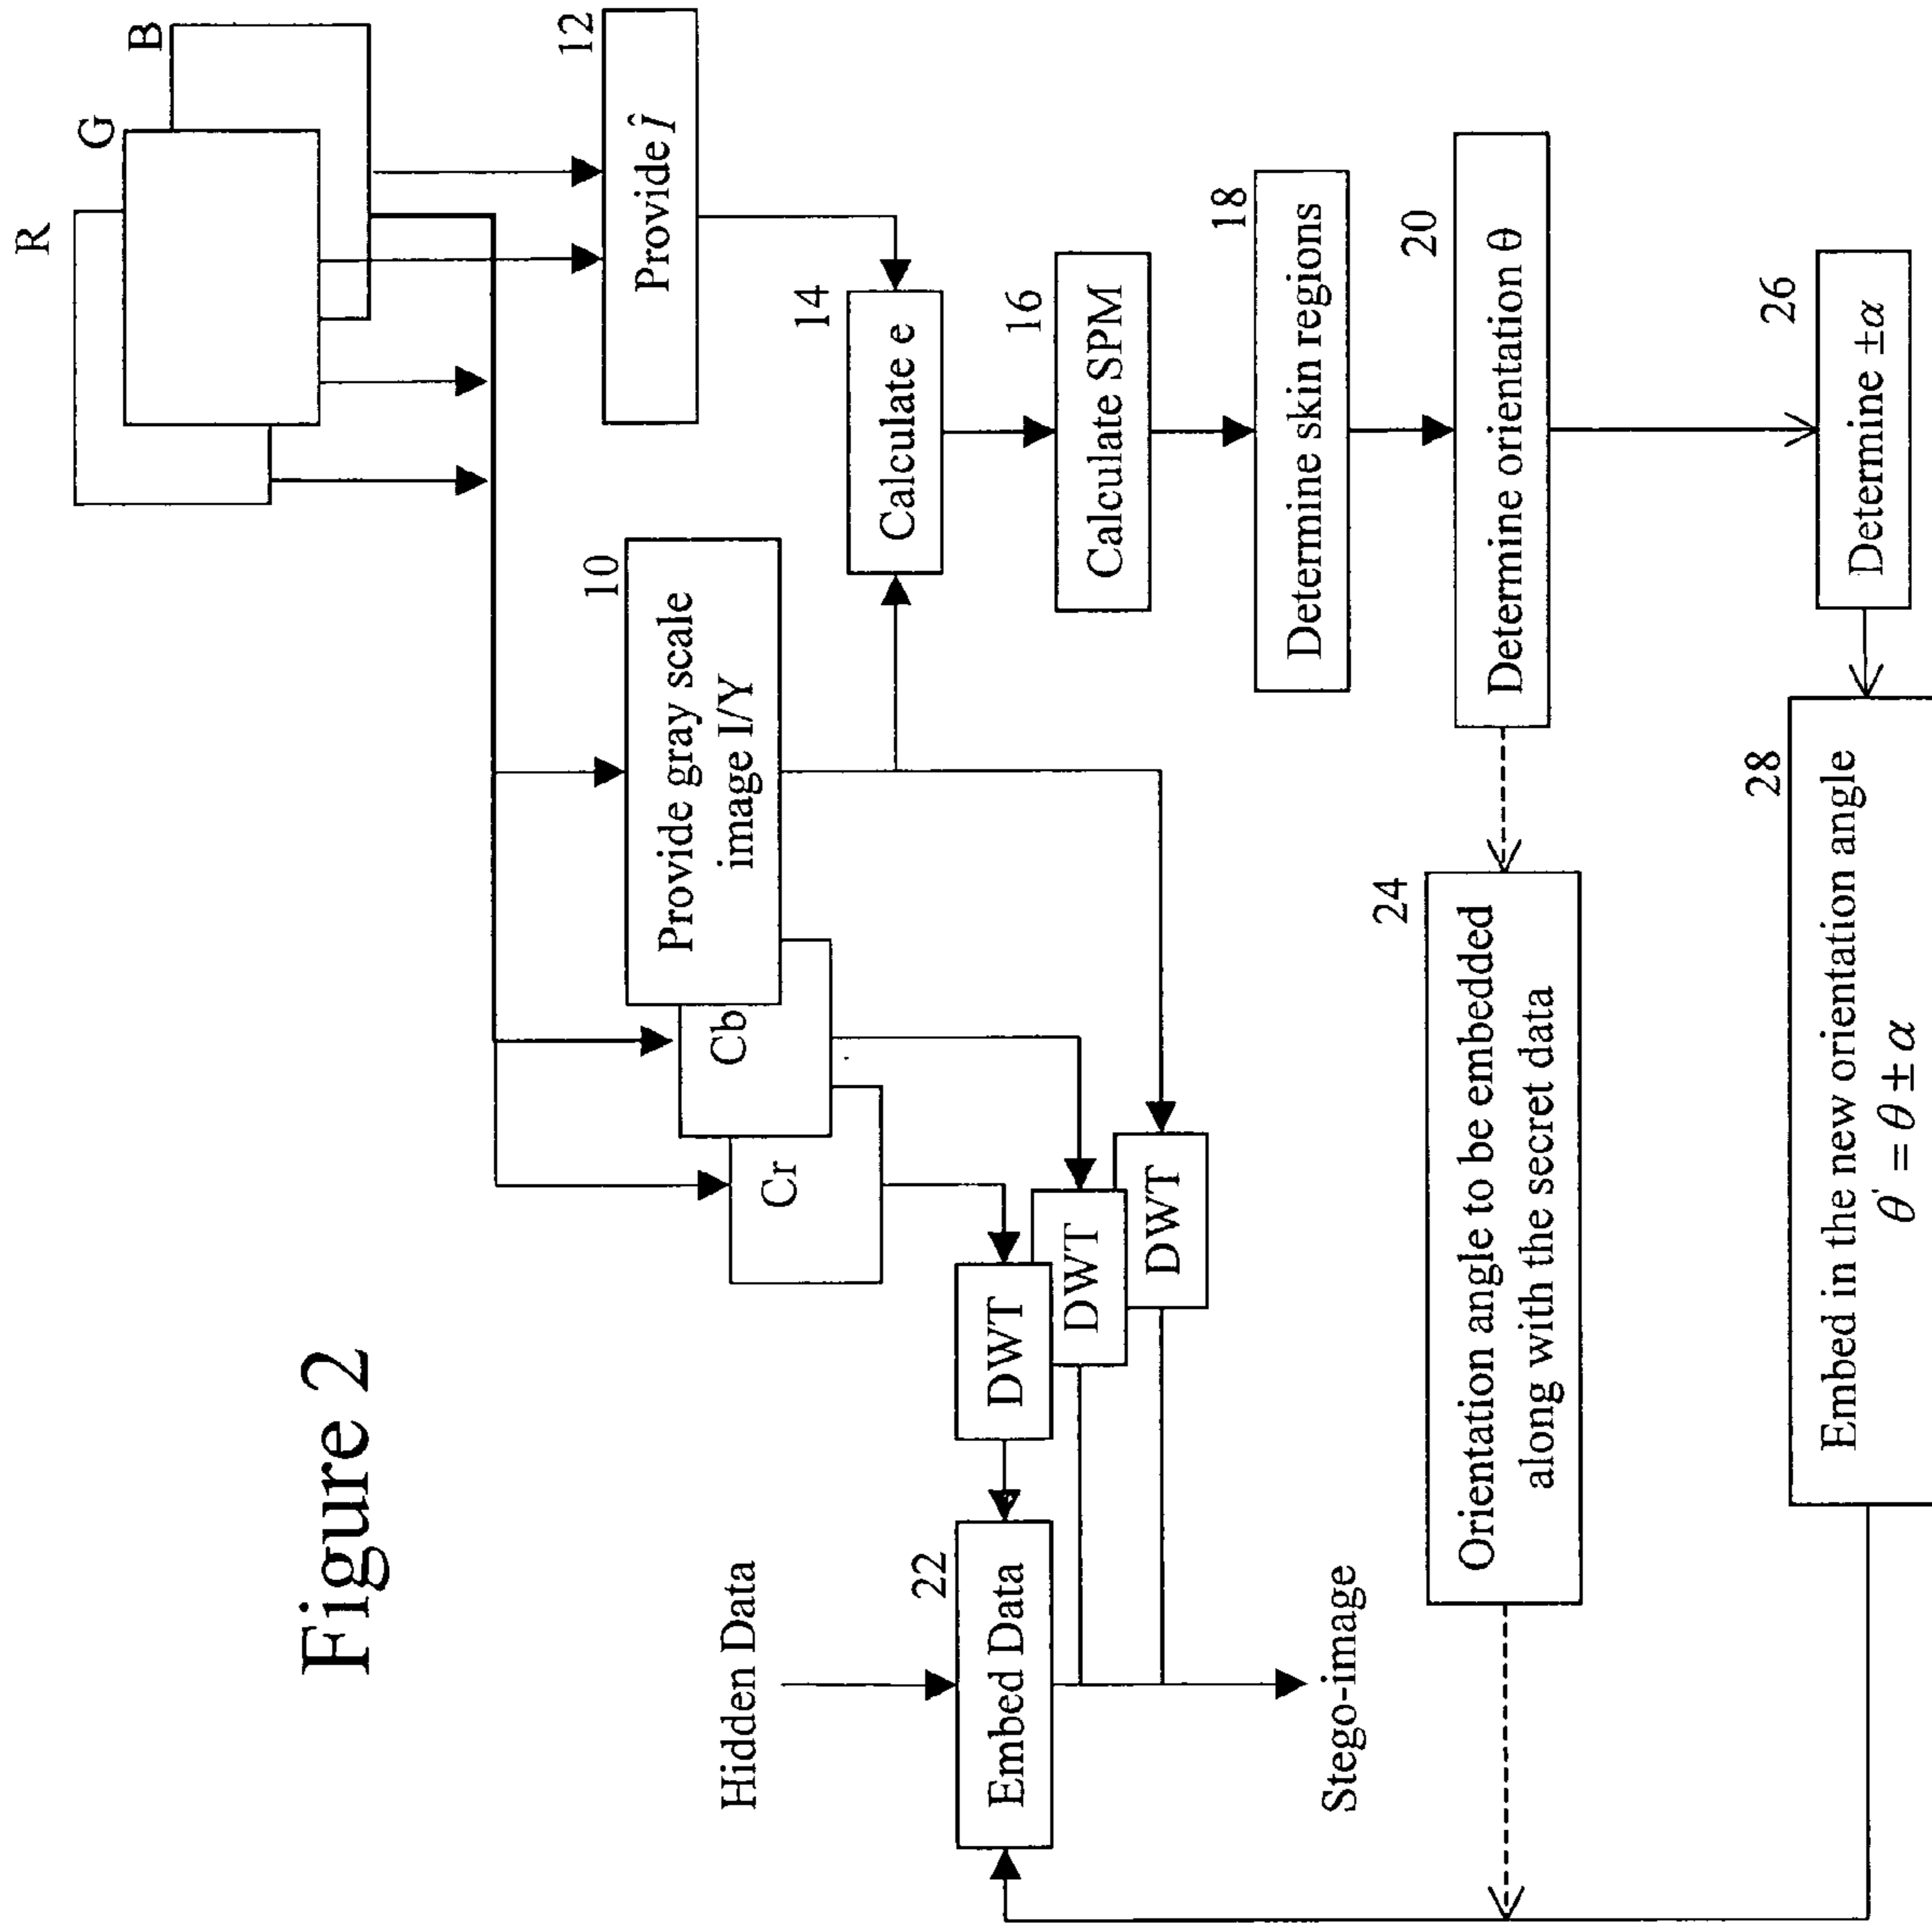 Figure 2
R
G
B
12
Provide Î
10
Provide gray scale
image I/Y
Cb
Cr
14
Calculate e
16
Calculate SPM
18
Determine skin regions
20
Determine orientation θ
26
Determine ±α
DWT
DWT
DWT
Hidden Data
22
Embed Data
Stego-image
24
Orientation angle to be embedded
along with the secret data
28
Embed in the new orientation angle
θ' = θ ± α